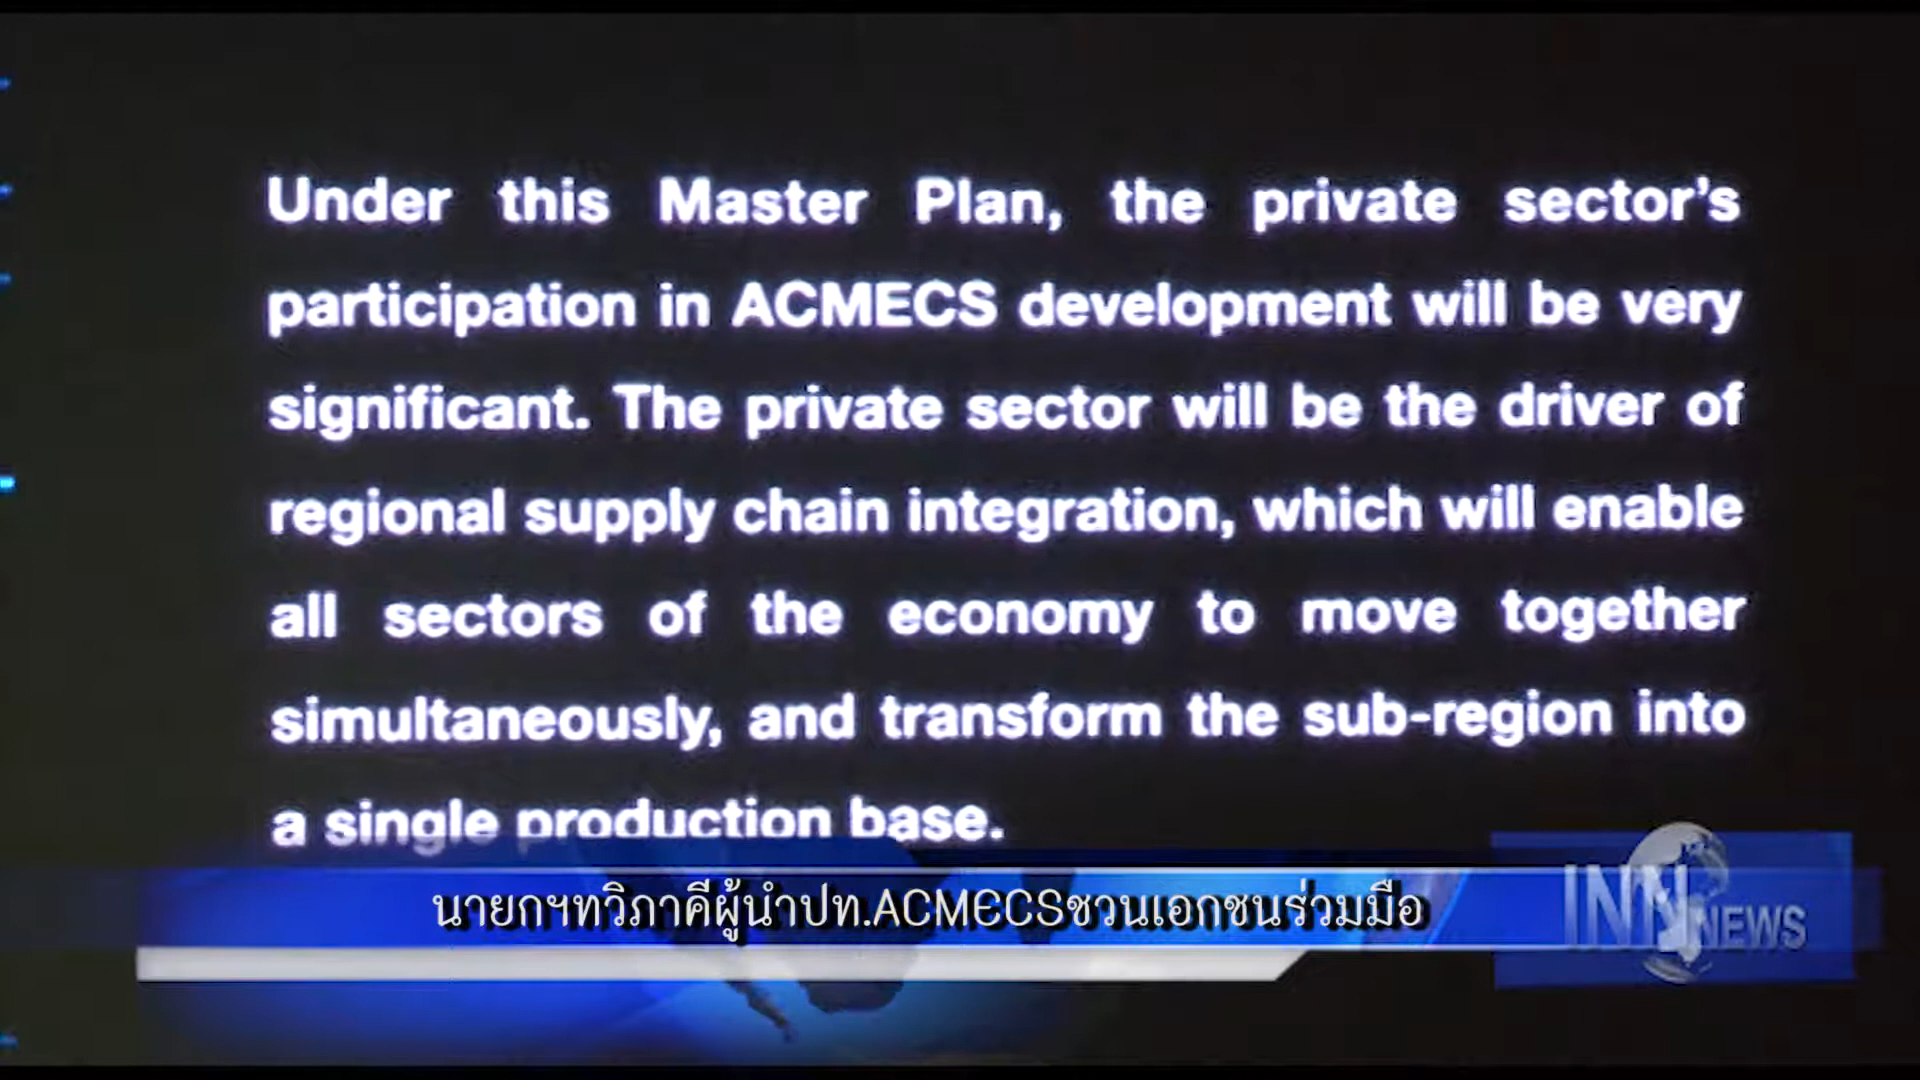 Under this Master Plan, the private sector's
participation in ACMECS development will be very
significant. The private sector will be the driver of
regional supply chain integration, which will enable
all sectors of the economy to move together
simultaneously, and transform the sub-region into
a single production base.
นายกฯทวิภาคีผู้นำปท.ACMECSชวนเอกชนร่วมมือ
INN NEWS